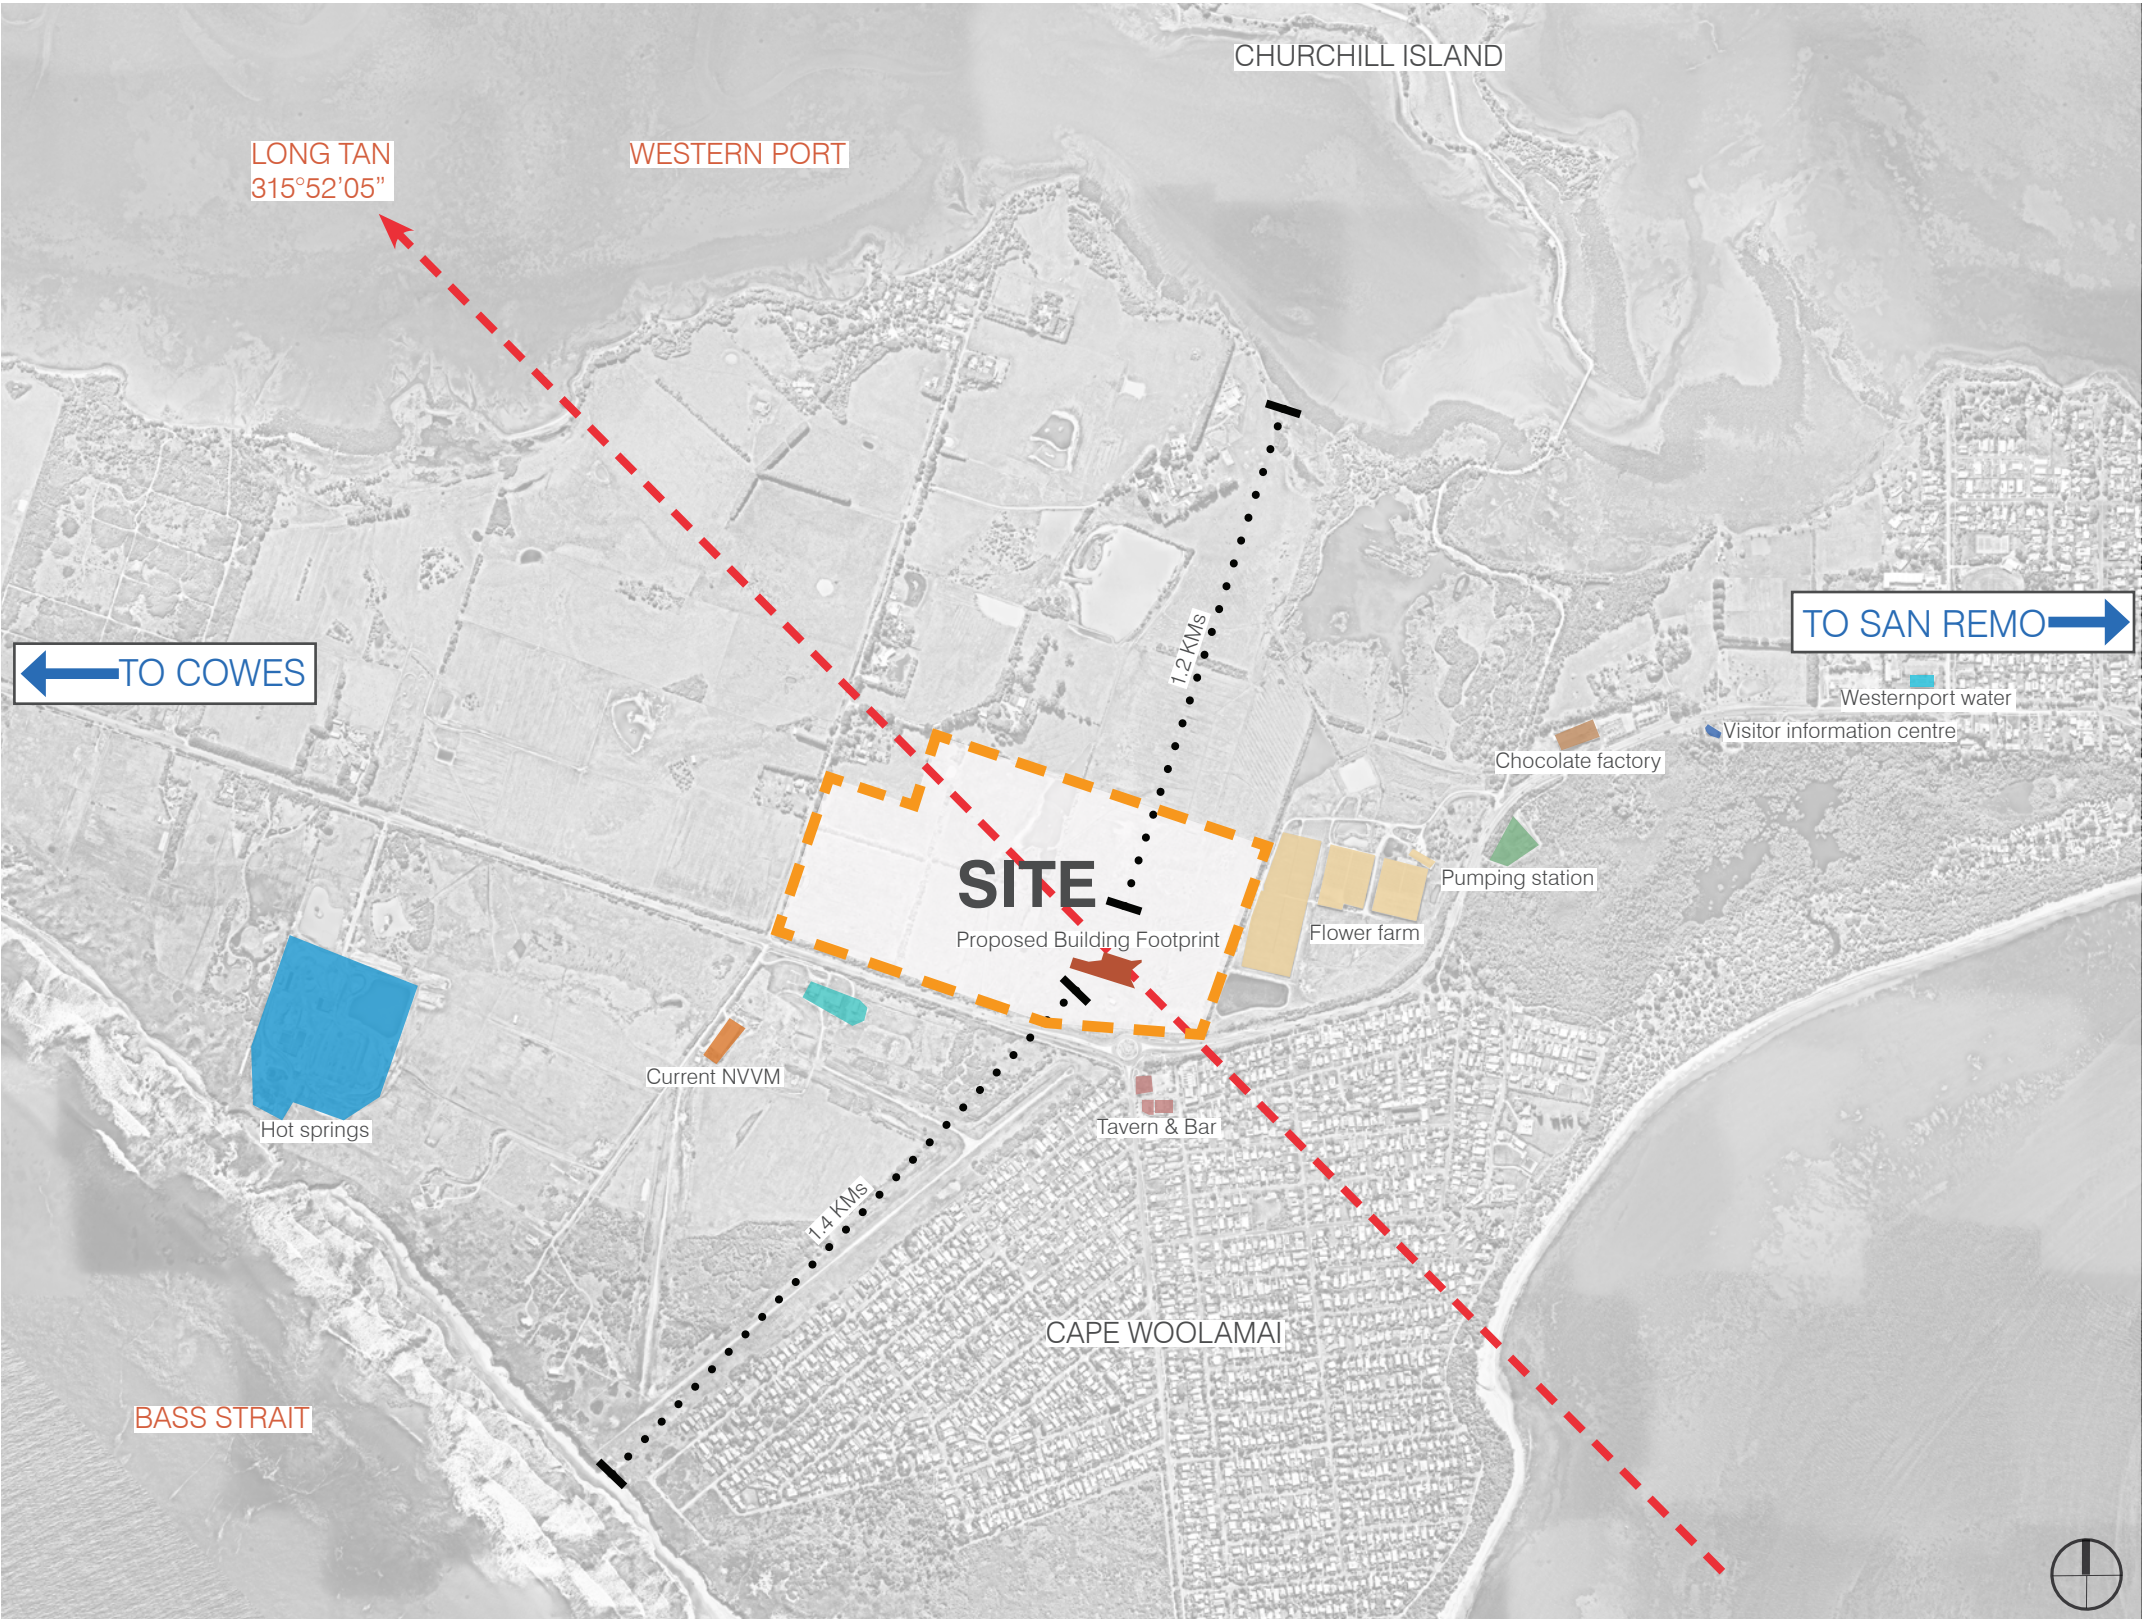 CHURCHILL ISLAND
LONG TAN
315°52'05"
WESTERN PORT
TO SAN REMO
1.2 KMs
TO COWES
Westernport water
Visitor information centre
Chocolate factory
SITE
Pumping station
Flower farm
Proposed Building Footprint
Current NVVM
Hot springs
Tavern & Bar
1.4 KMs
CAPE WOOLAMAI
BASS STRAIT